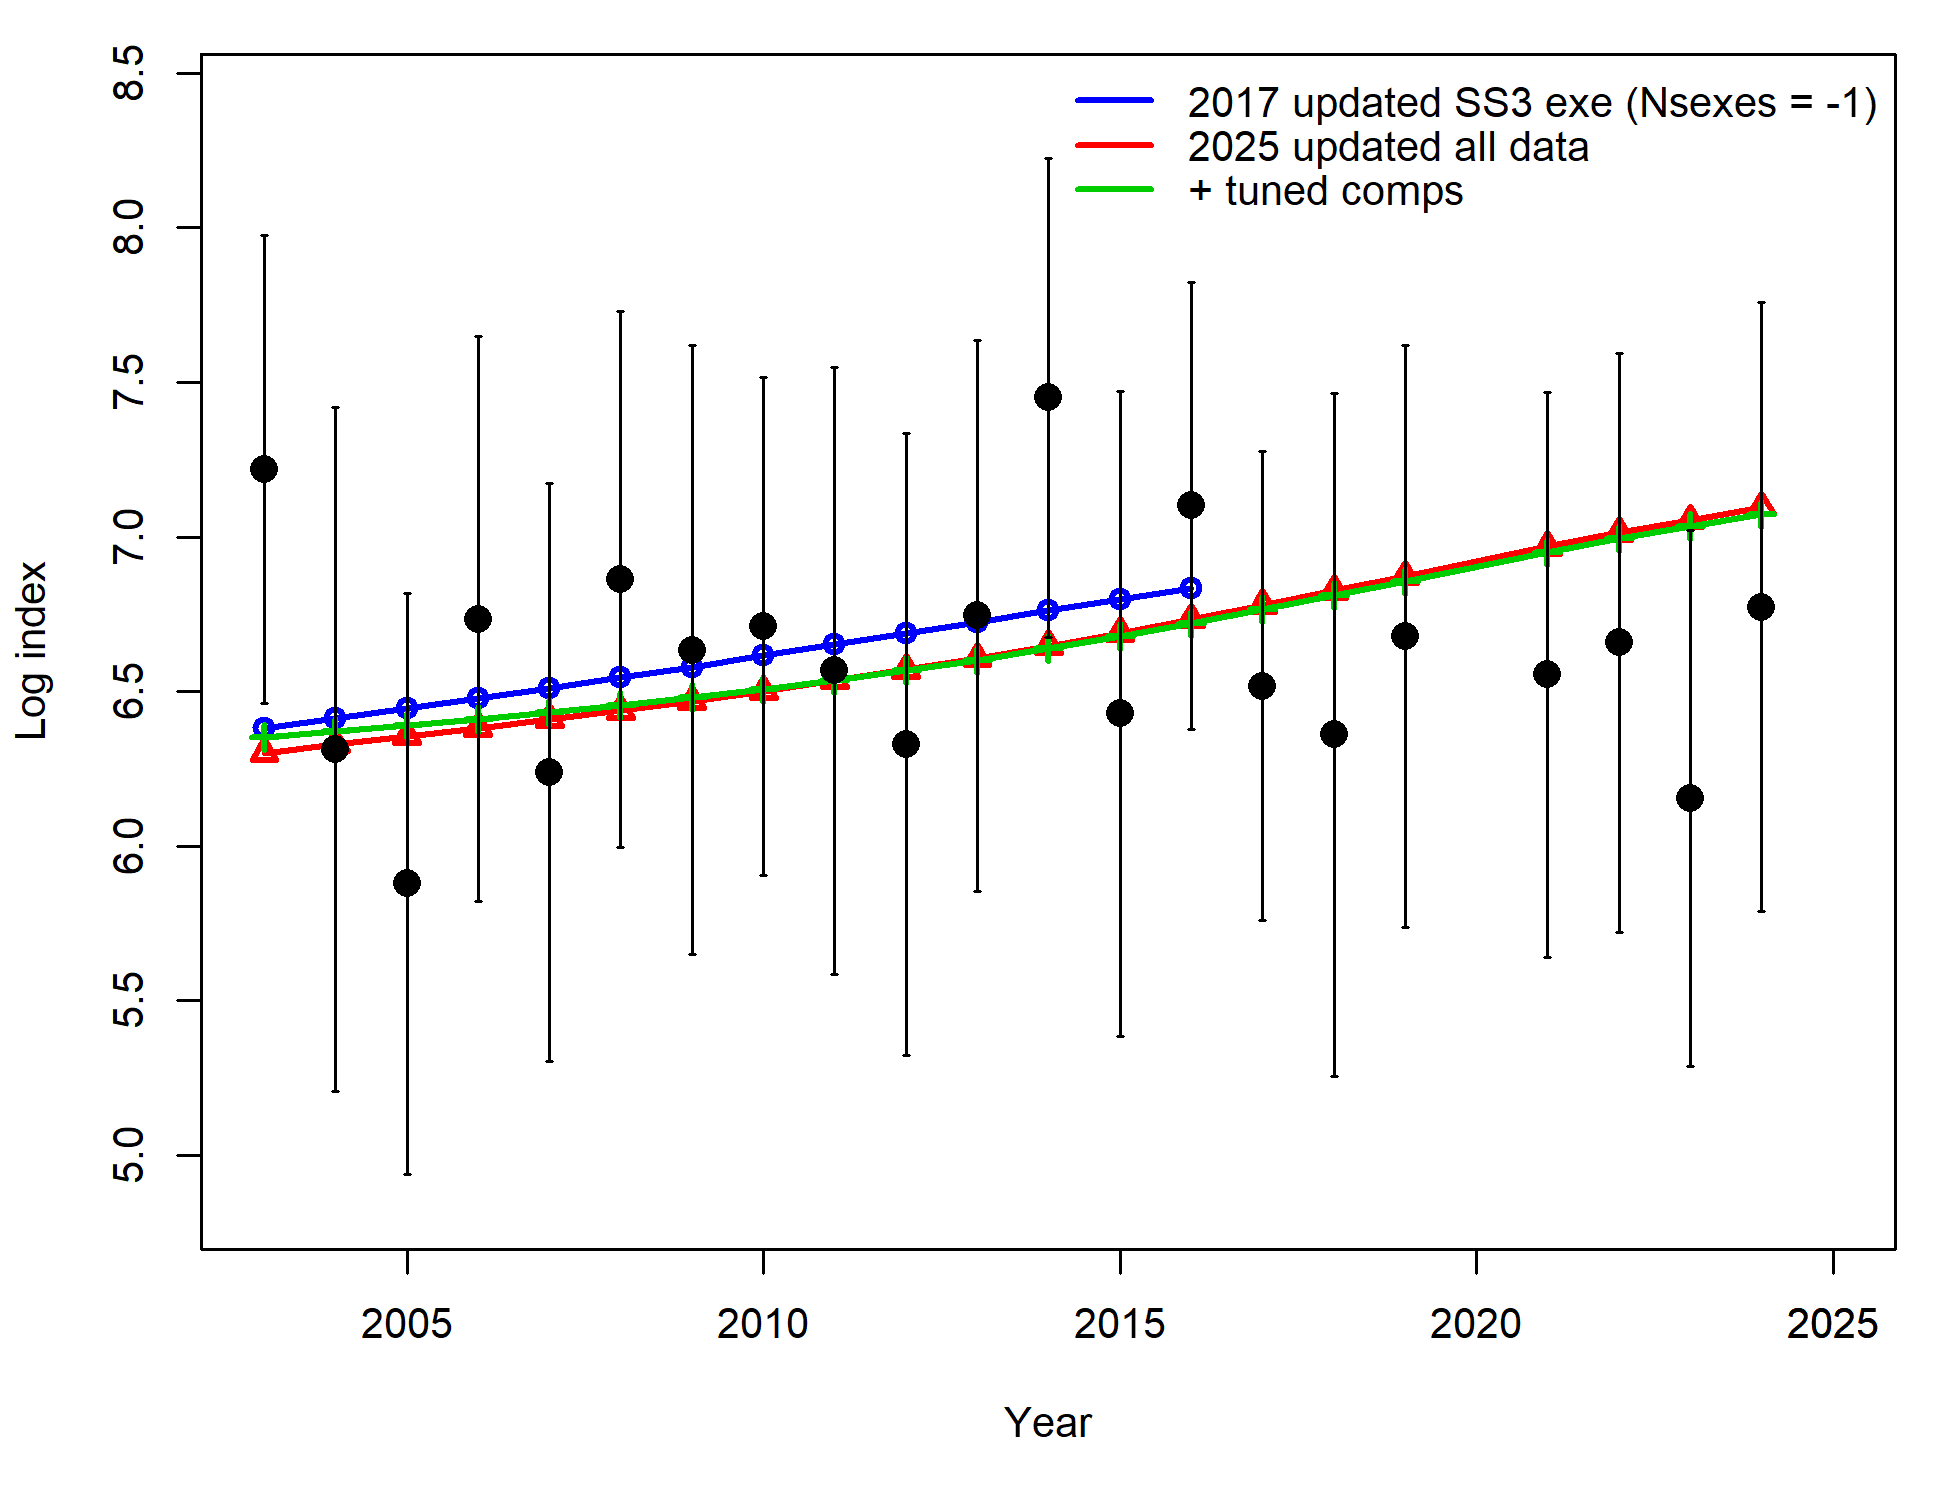 2017 updated SS3 exe (Nsexes = -1)
2025 updated all data
+ tuned comps
8.5
8.0
7.5
7.0
6.5
6.0
5.5
5.0
Log index
2005 2010 2015 2020 2025
Year